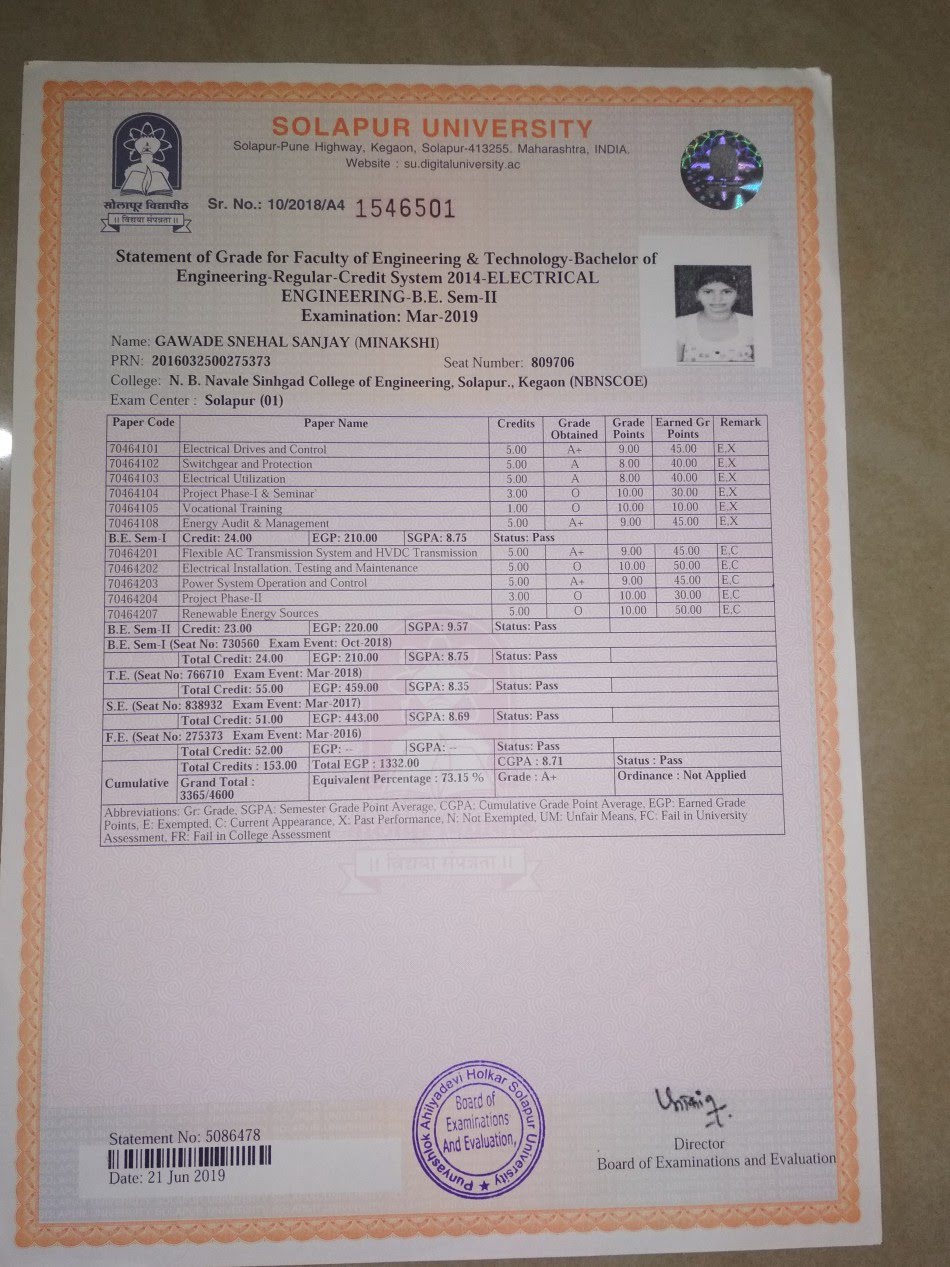 SOLAPUR UNIVERSITY
Solapur-Pune Highway, Kegaon, Solapur-413255. Maharashtra, INDIA.
Website : su.digitaluniversity.ac
सोलापूर विद्यापीठ
॥ विद्यया संपन्नता ॥
Sr. No.: 10/2018/A4 1546501
Statement of Grade for Faculty of Engineering & Technology-Bachelor of
Engineering-Regular-Credit System 2014-ELECTRICAL
ENGINEERING-B.E. Sem-II
Examination: Mar-2019
Name: GAWADE SNEHAL SANJAY (MINAKSHI)
PRN: 2016032500275373 Seat Number: 809706
College: N. B. Navale Sinhgad College of Engineering, Solapur., Kegaon (NBNSCOE)
Exam Center : Solapur (01)
Paper Code Paper Name Credits Grade Obtained Grade Points Earned Gr Points Remark
70464101 Electrical Drives and Control 5.00 A+ 9.00 45.00 E,X
70464102 Switchgear and Protection 5.00 A 8.00 40.00 E,X
70464103 Electrical Utilization 5.00 A 8.00 40.00 E,X
70464104 Project Phase-I & Seminar 3.00 O 10.00 30.00 E,X
70464105 Vocational Training 1.00 O 10.00 10.00 E,X
70464108 Energy Audit & Management 5.00 A+ 9.00 45.00 E,X
B.E. Sem-I Credit: 24.00 EGP: 210.00 SGPA: 8.75 Status: Pass
70464201 Flexible AC Transmission System and HVDC Transmission 5.00 A+ 9.00 45.00 E,C
70464202 Electrical Installation, Testing and Maintenance 5.00 O 10.00 50.00 E,C
70464203 Power System Operation and Control 5.00 A+ 9.00 45.00 E,C
70464204 Project Phase-II 3.00 O 10.00 30.00 E,C
70464207 Renewable Energy Sources 5.00 O 10.00 50.00 E,C
B.E. Sem-II Credit: 23.00 EGP: 220.00 SGPA: 9.57 Status: Pass
B.E. Sem-I (Seat No: 730560 Exam Event: Oct-2018)
Total Credit: 24.00 EGP: 210.00 SGPA: 8.75 Status: Pass
T.E. (Seat No: 766710 Exam Event: Mar-2018)
Total Credit: 55.00 EGP: 459.00 SGPA: 8.35 Status: Pass
S.E. (Seat No: 838932 Exam Event: Mar-2017)
Total Credit: 51.00 EGP: 443.00 SGPA: 8.69 Status: Pass
F.E. (Seat No: 275373 Exam Event: Mar-2016)
Total Credit: 52.00 EGP: -- SGPA: -- Status: Pass
Cumulative Total Credits : 153.00 Total EGP : 1332.00 CGPA : 8.71 Status : Pass
Grand Total : 3365/4600 Equivalent Percentage : 73.15 % Grade : A+ Ordinance : Not Applied
Abbreviations: Gr: Grade, SGPA: Semester Grade Point Average, CGPA: Cumulative Grade Point Average, EGP: Earned Grade
Points, E: Exempted, C: Current Appearance, X: Past Performance, N: Not Exempted, UM: Unfair Means, FC: Fail in University
Assessment, FR: Fail in College Assessment
॥ विद्यया संपन्नता ॥
Punyashlok Ahilyadevi Holkar Solapur University
Board of
Examinations
And Evaluation,
Statement No: 5086478
Date: 21 Jun 2019
Director
Board of Examinations and Evaluation